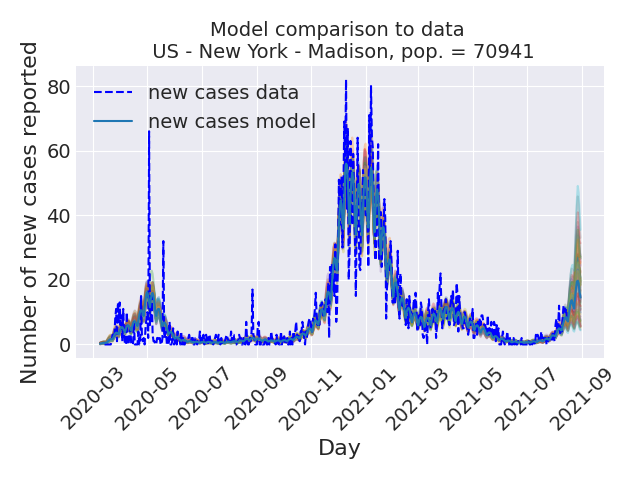 Model comparison to data
US - New York - Madison, pop. = 70941
Number of new cases reported
80
60
40
20
0
new cases data
new cases model
2020-03
2020-05
2020-07
2020-09
2020-11
2021-01
2021-03
2021-05
2021-07
2021-09
Day